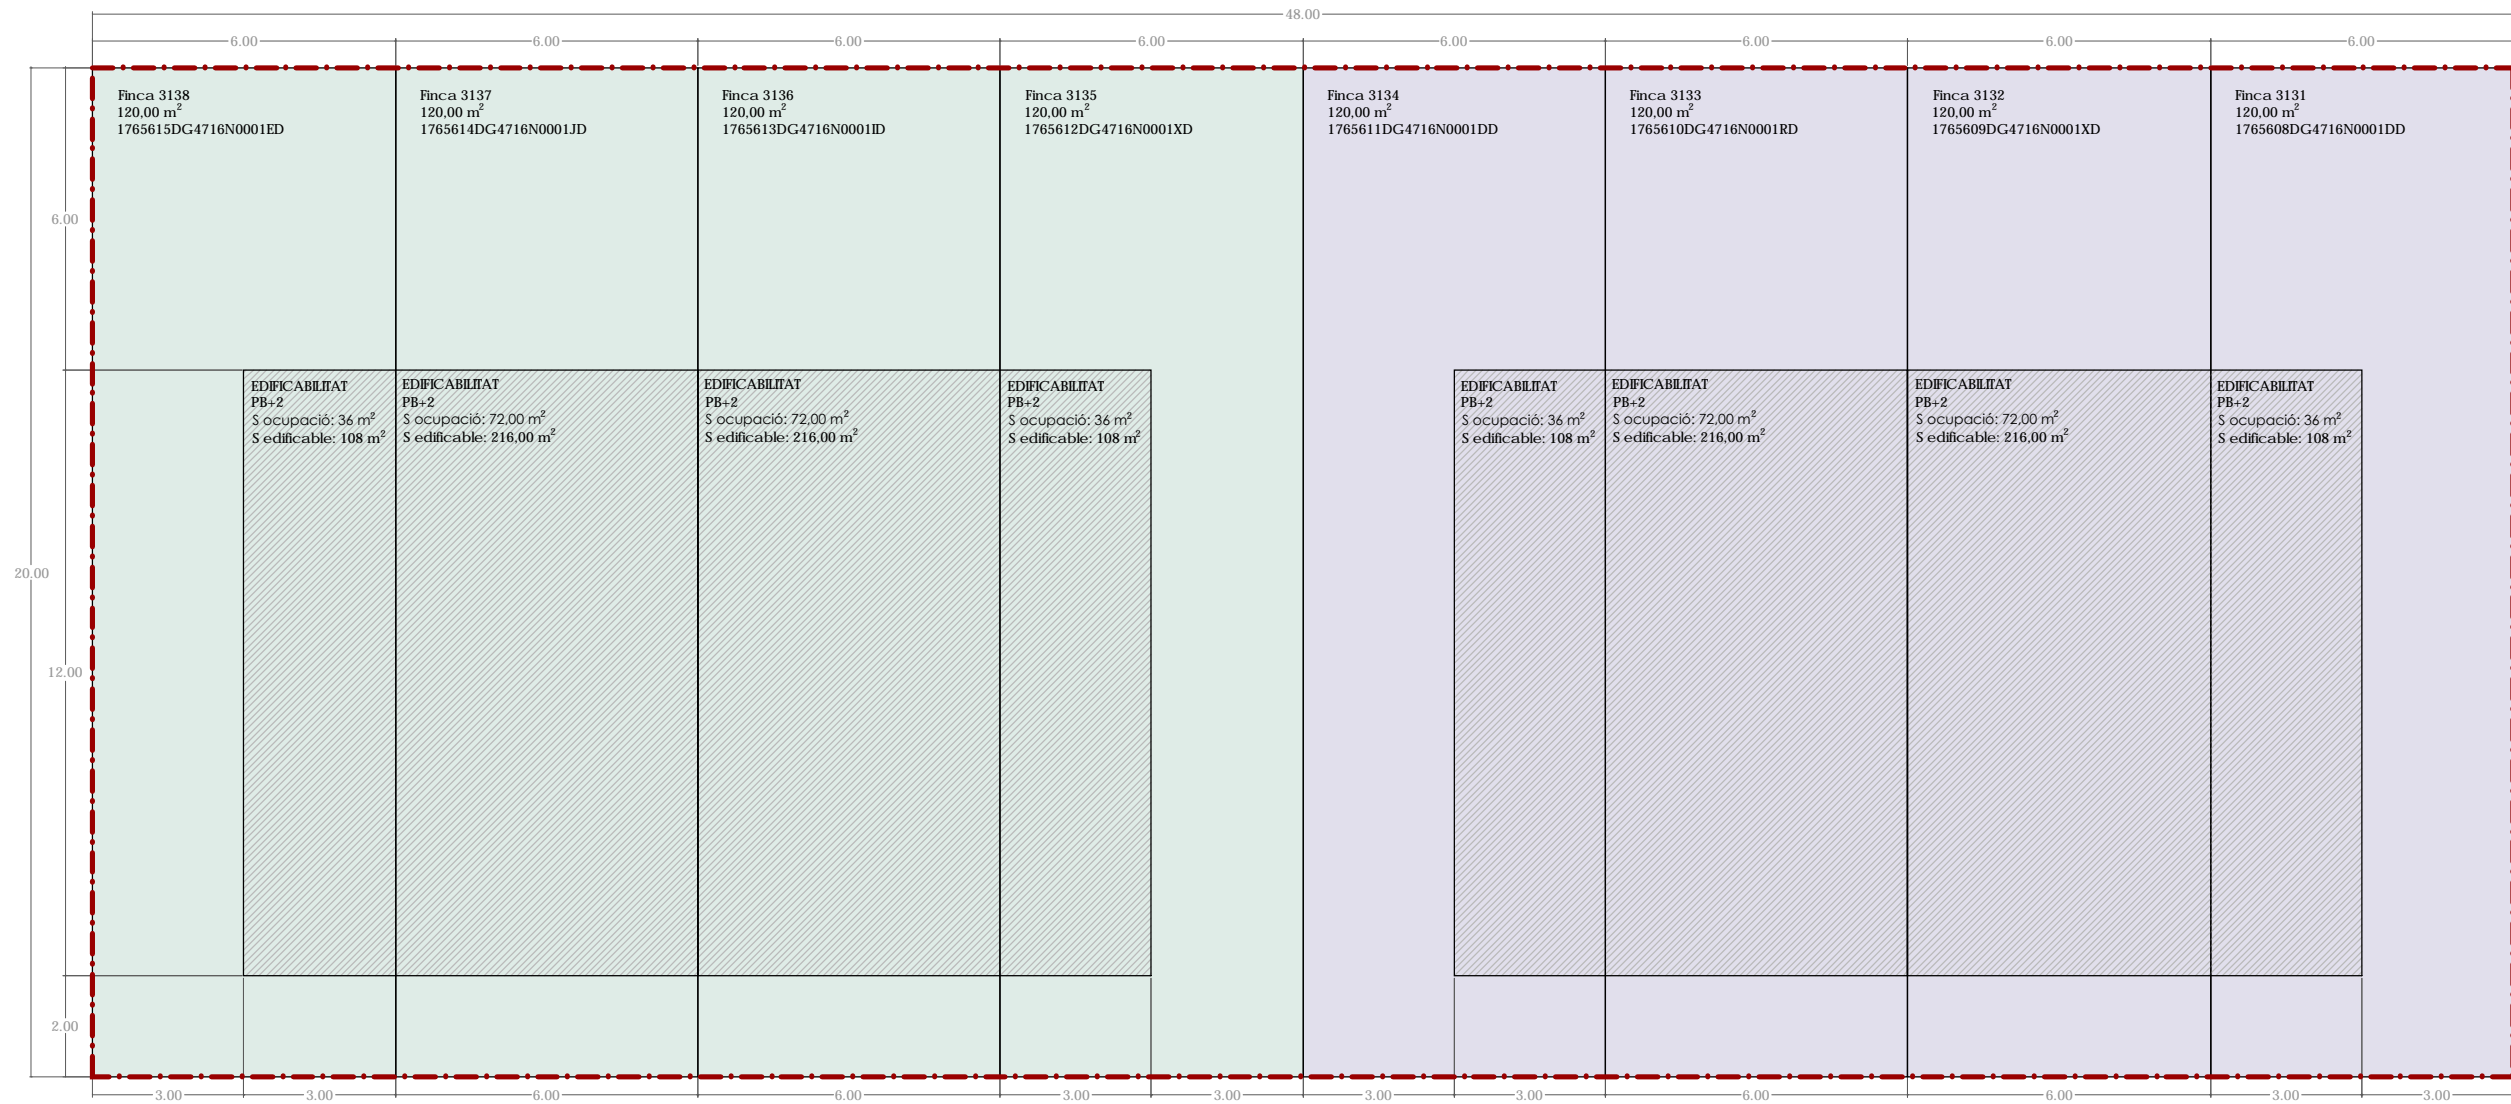 48.00
6.00 6.00 6.00 6.00 6.00 6.00 6.00 6.00
Finca 3138
120,00 m²
1765615DG4716N0001ED
Finca 3137
120,00 m²
1765614DG4716N0001JD
Finca 3136
120,00 m²
1765613DG4716N0001ID
Finca 3135
120,00 m²
1765612DG4716N0001XD
Finca 3134
120,00 m²
1765611DG4716N0001DD
Finca 3133
120,00 m²
1765610DG4716N0001RD
Finca 3132
120,00 m²
1765609DG4716N0001XD
Finca 3131
120,00 m²
1765608DG4716N0001DD
6.00
EDIFICABILITAT
PB+2
S ocupació: 36 m²
S edificable: 108 m²
EDIFICABILITAT
PB+2
S ocupació: 72,00 m²
S edificable: 216,00 m²
EDIFICABILITAT
PB+2
S ocupació: 72,00 m²
S edificable: 216,00 m²
EDIFICABILITAT
PB+2
S ocupació: 36 m²
S edificable: 108 m²
EDIFICABILITAT
PB+2
S ocupació: 36 m²
S edificable: 108 m²
EDIFICABILITAT
PB+2
S ocupació: 72,00 m²
S edificable: 216,00 m²
EDIFICABILITAT
PB+2
S ocupació: 72,00 m²
S edificable: 216,00 m²
EDIFICABILITAT
PB+2
S ocupació: 36 m²
S edificable: 108 m²
20.00
12.00
2.00
3.00 3.00 6.00 6.00 3.00 3.00 3.00 3.00 6.00 6.00 3.00 3.00